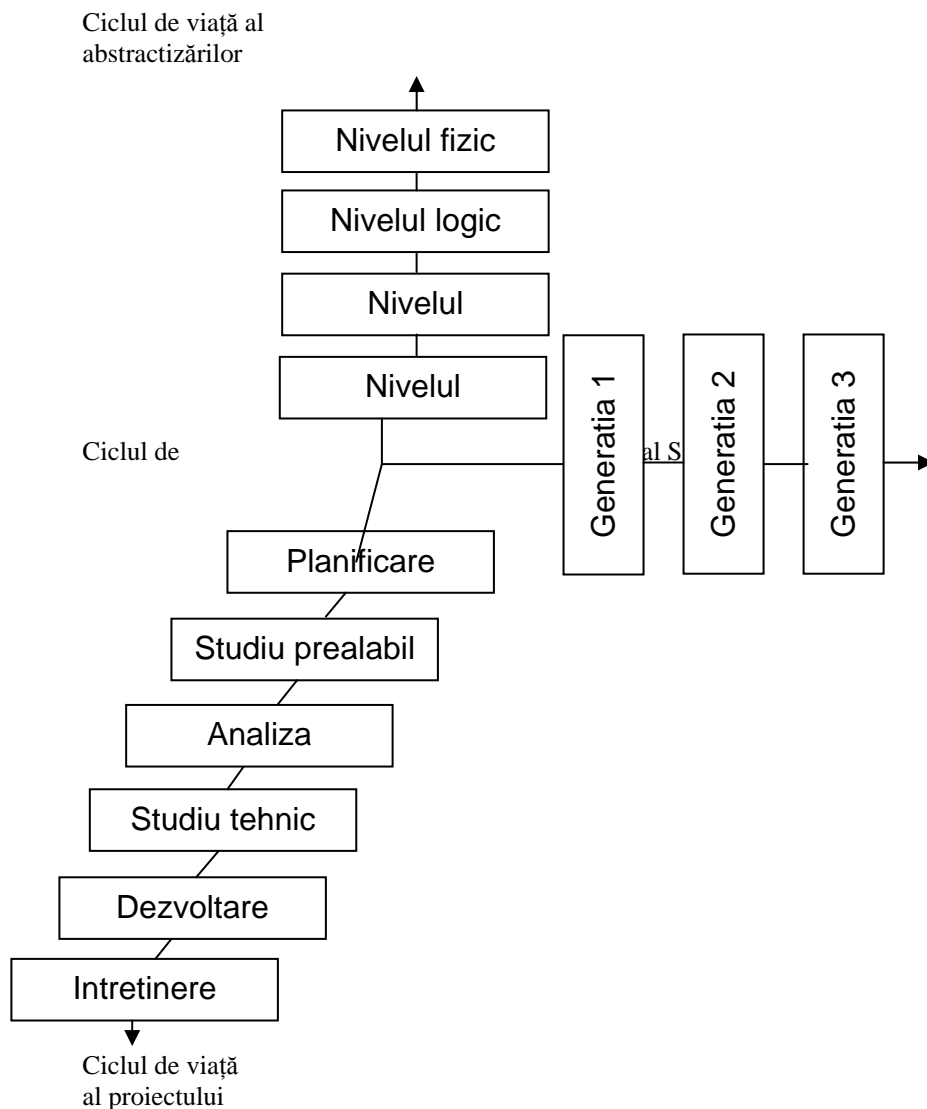 Ciclul de viață al
abstractizărilor
Nivelul fizic
Nivelul logic
Nivelul
Nivelul
Generatia 1
Generatia 2
Generatia 3
Ciclul de al S
Planificare
Studiu prealabil
Analiza
Studiu tehnic
Dezvoltare
Intretinere
Ciclul de viață
al proiectului